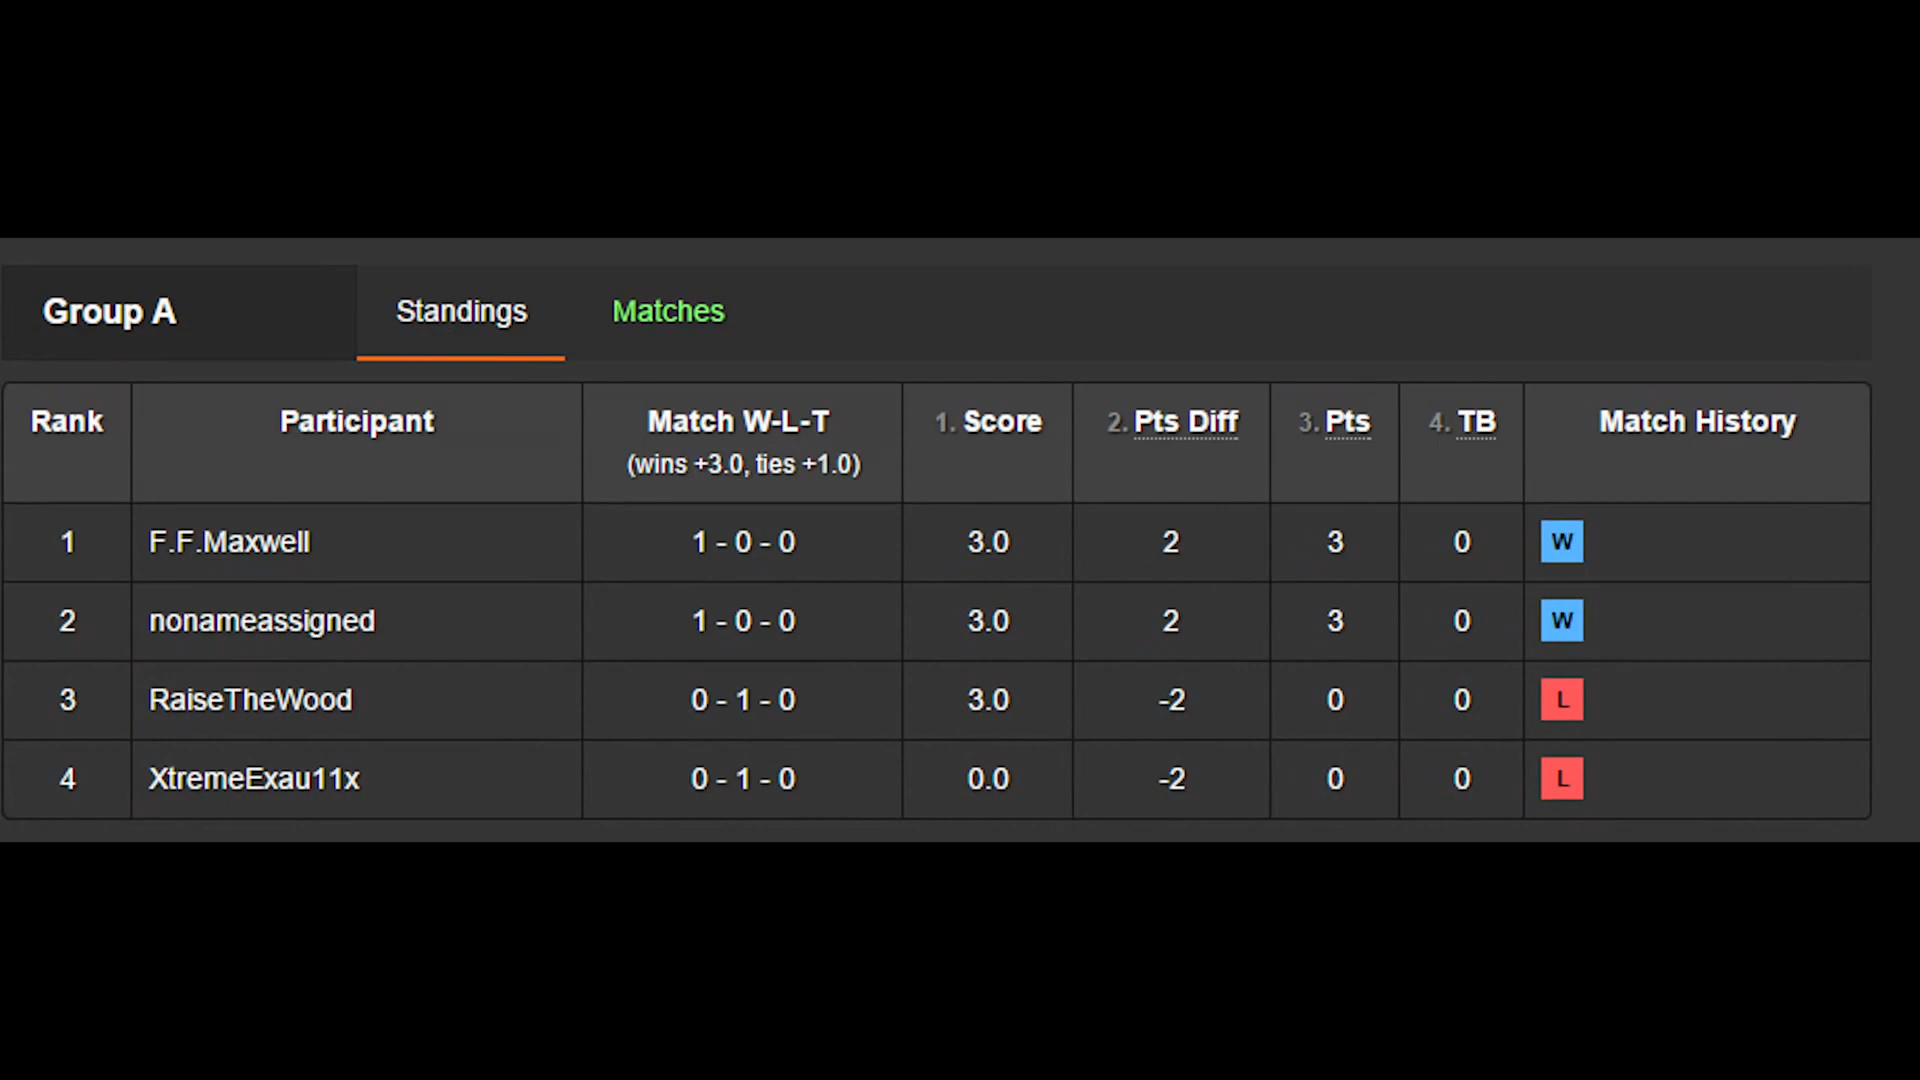 Group A Standings Matches
Rank Participant Match W-L-T 1. Score 2. Pts Diff 3. Pts 4. TB Match History
(wins +3.0, ties +1.0)
1 F.F.Maxwell 1 - 0 - 0 3.0 2 3 0 W
2 nonameassigned 1 - 0 - 0 3.0 2 3 0 W
3 RaiseTheWood 0 - 1 - 0 3.0 -2 0 0 L
4 XtremeExau11x 0 - 1 - 0 0.0 -2 0 0 L